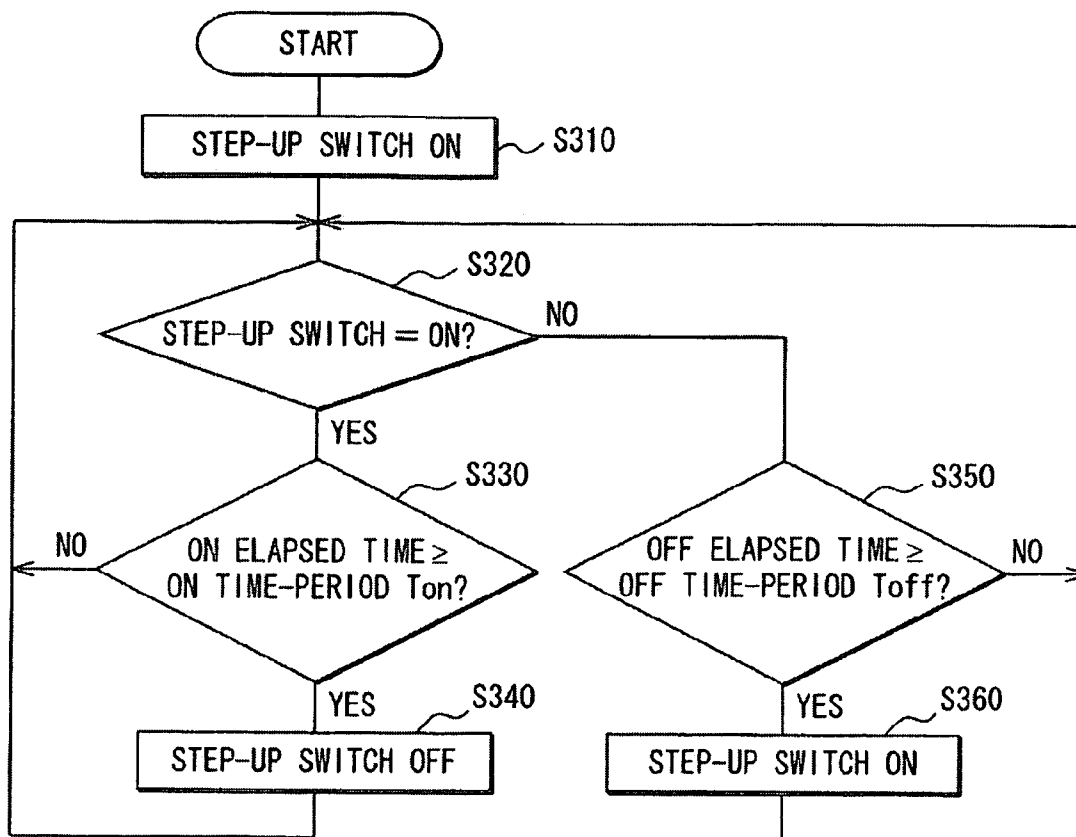 START
STEP-UP SWITCH ON
S310
S320
STEP-UP SWITCH = ON?
NO
YES
S330
ON ELAPSED TIME ≥
ON TIME-PERIOD Ton?
NO
YES
S340
STEP-UP SWITCH OFF
S350
OFF ELAPSED TIME ≥
OFF TIME-PERIOD Toff?
NO
YES
S360
STEP-UP SWITCH ON